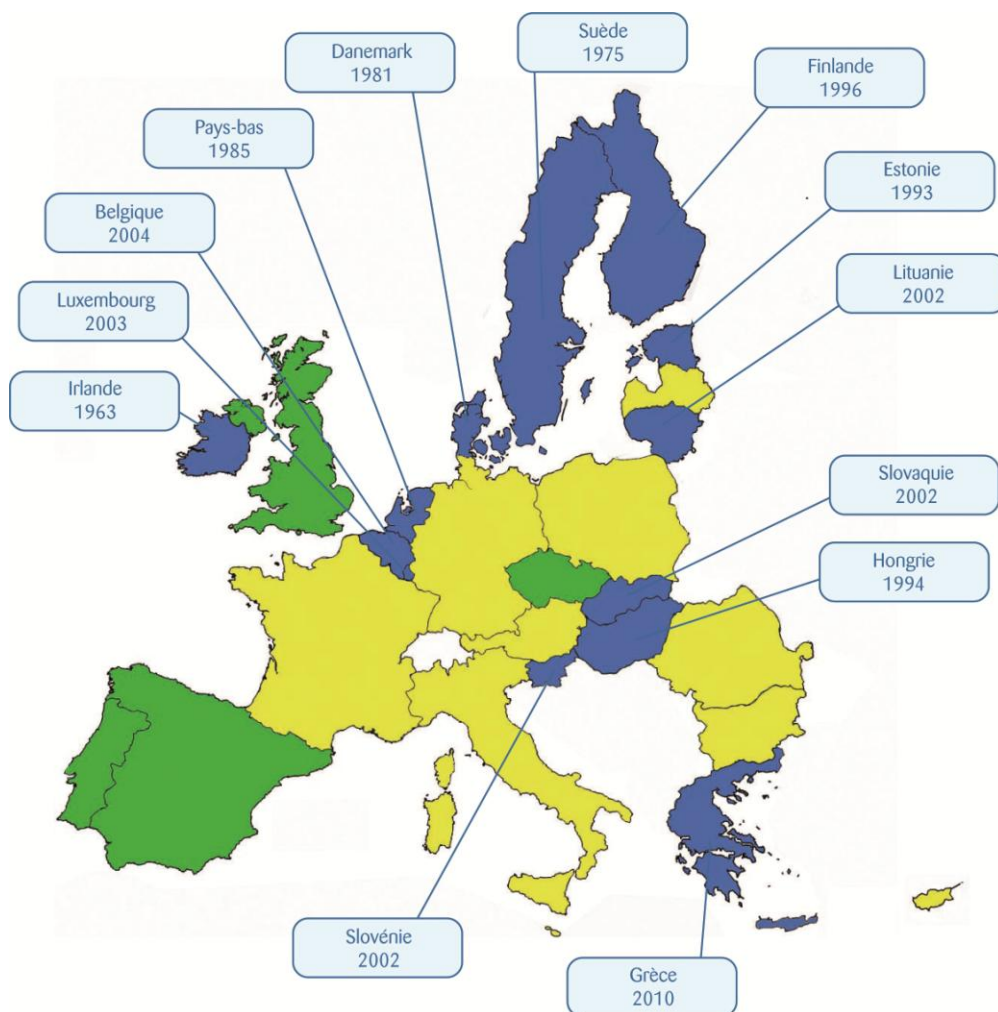 Suède
1975
Danemark
1981
Finlande
1996
Pays-bas
1985
Estonie
1993
Belgique
2004
Lituanie
2002
Luxembourg
2003
Irlande
1963
Slovaquie
2002
Hongrie
1994
Slovénie
2002
Grèce
2010